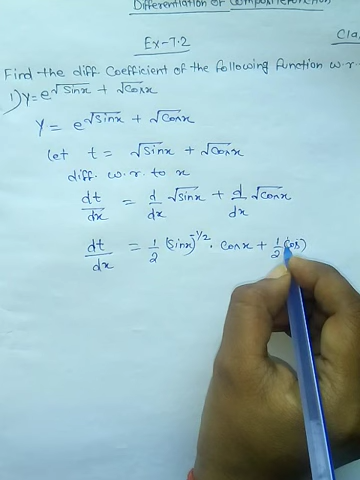 Differentiation of Composite function
Ex-7.2
Cla
Find the diff. Coefficient of the following function w.r.
1) y = e^√sinx + √cosx
y = e^√sinx + √cosx
Let t = √sinx + √cosx
diff. w.r. to x
dt/dx = d/dx √sinx + d/dx √cosx
dt/dx = 1/2 (sinx)^-1/2 · cosx + 1/2 (cos)